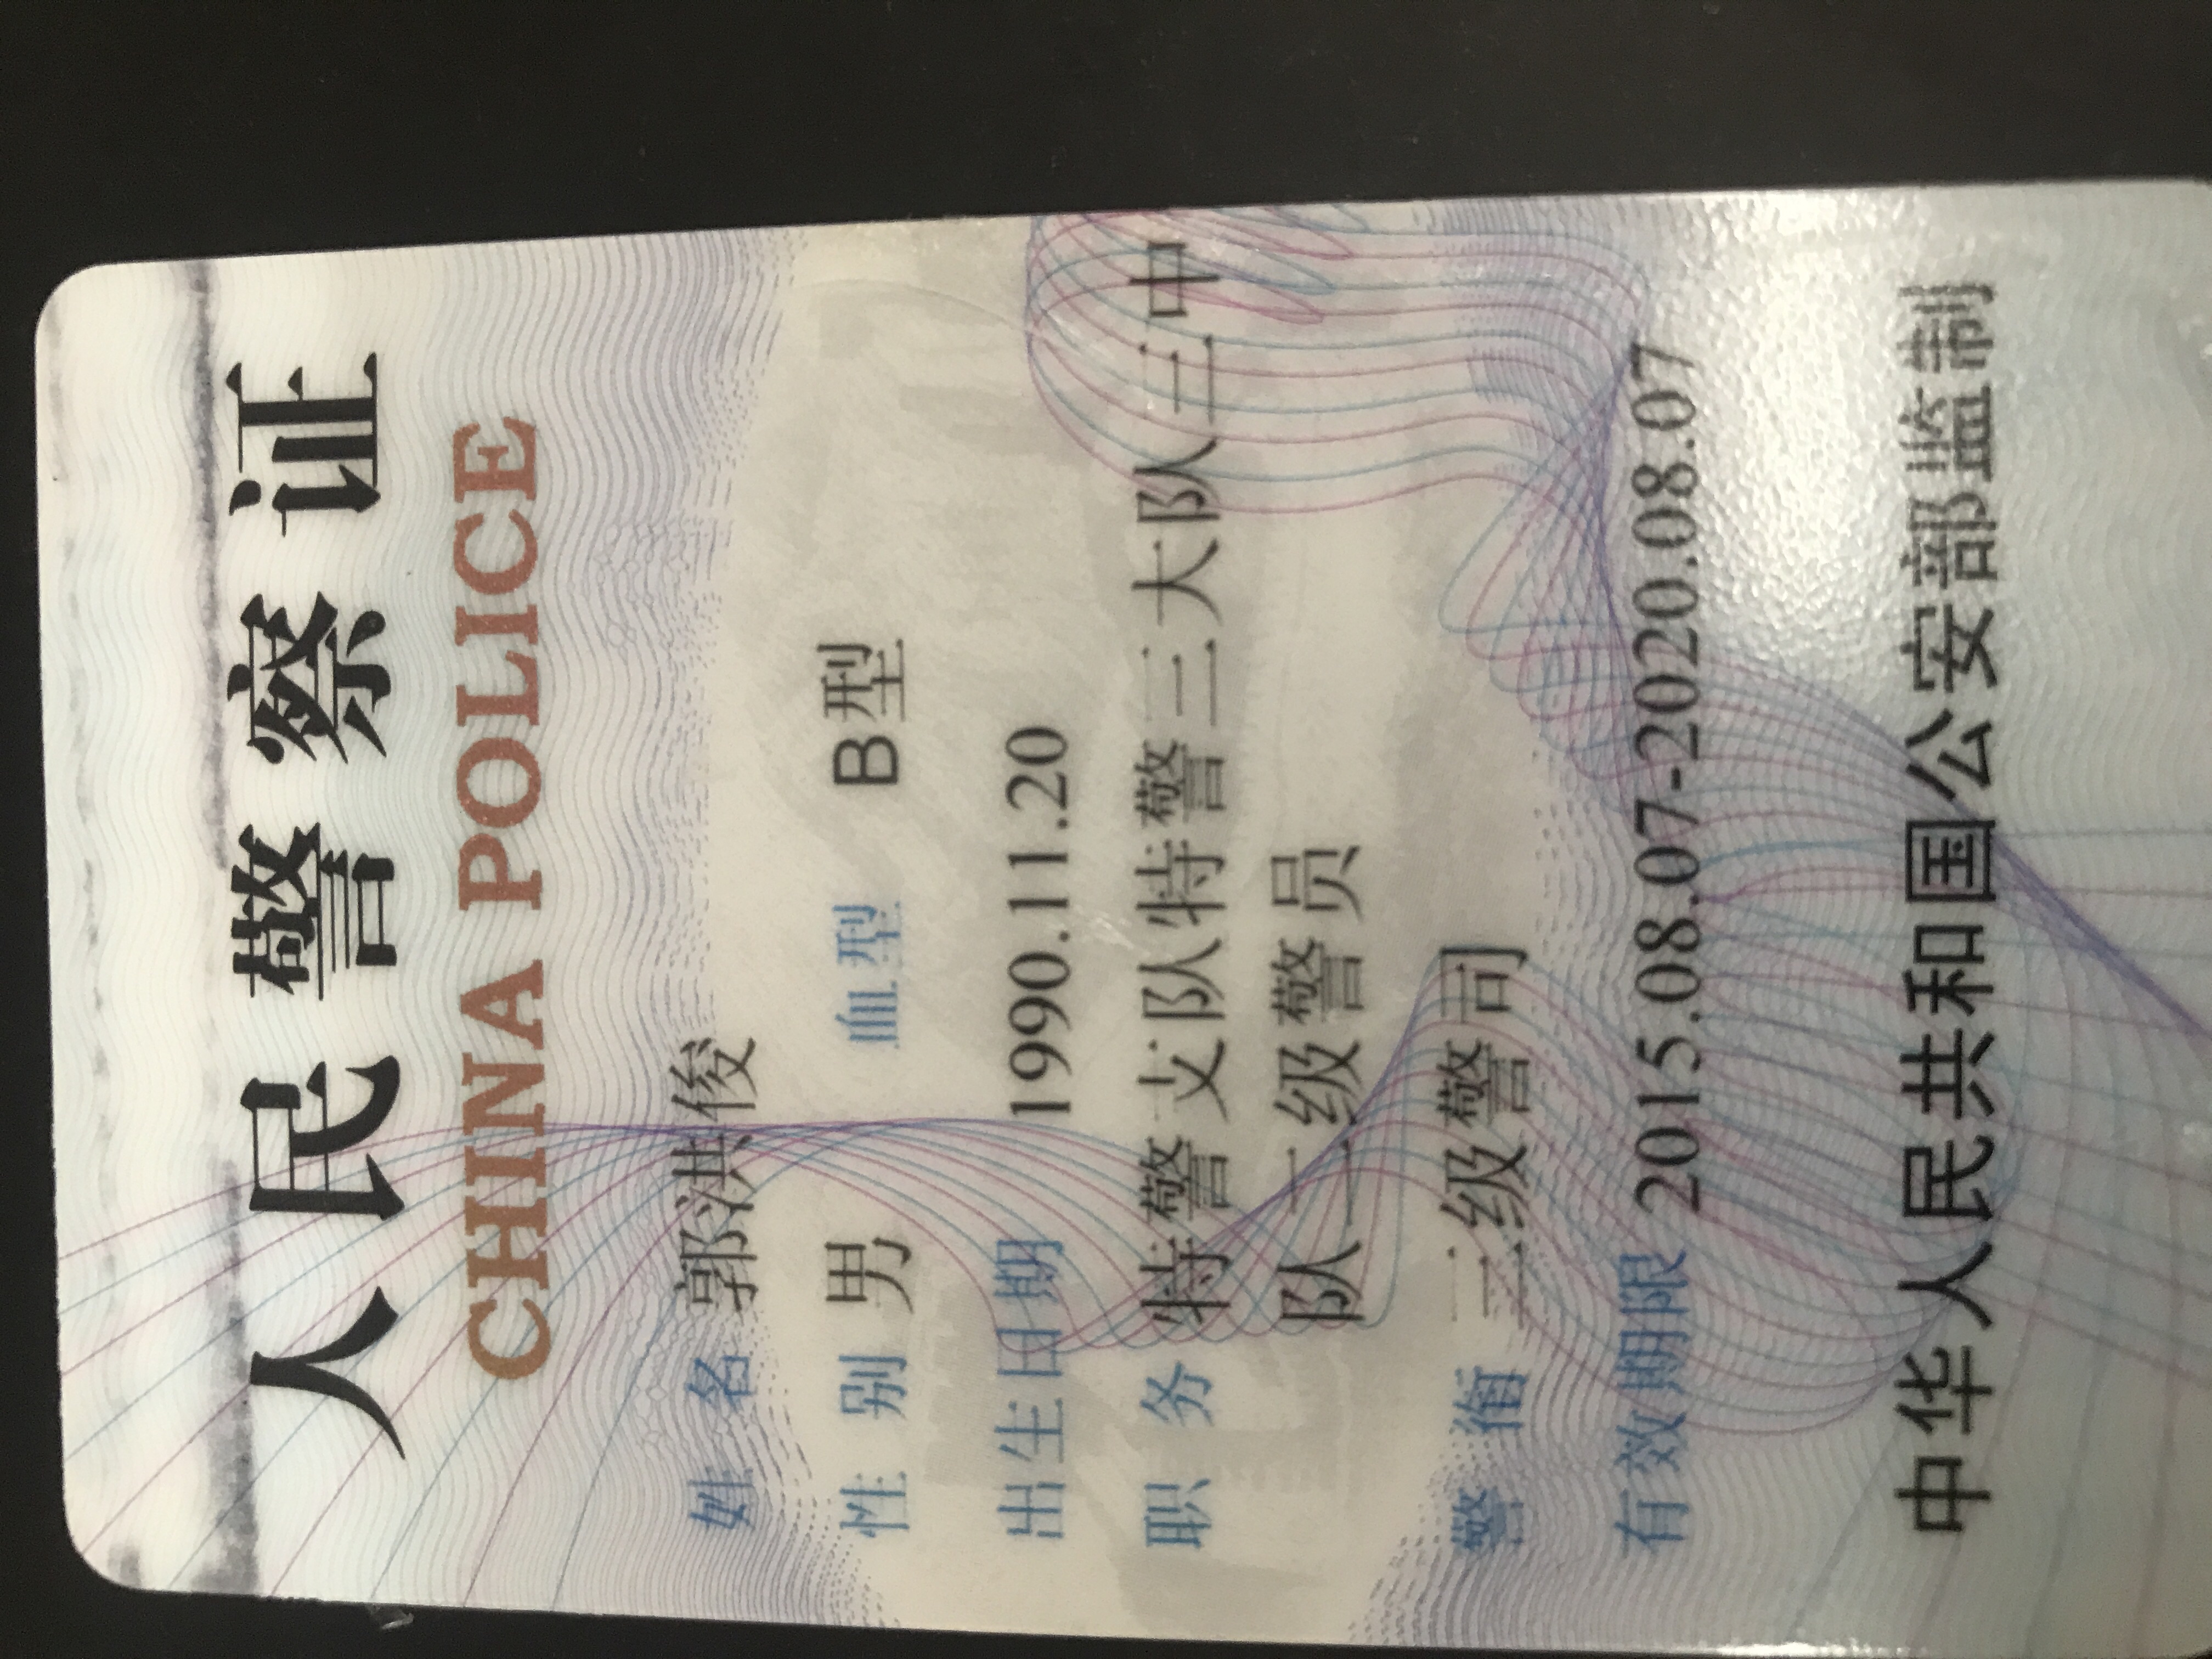 人民警察证
CHINA POLICE
姓 名 郭洪俊
性 别 男 血型 B型
出生日期 1990.11.20
职 务 特警支队特警三大队三中
队二级警员
警 衔 三级警司
有效期限 2015.08.07-2020.08.07
中华人民共和国公安部监制